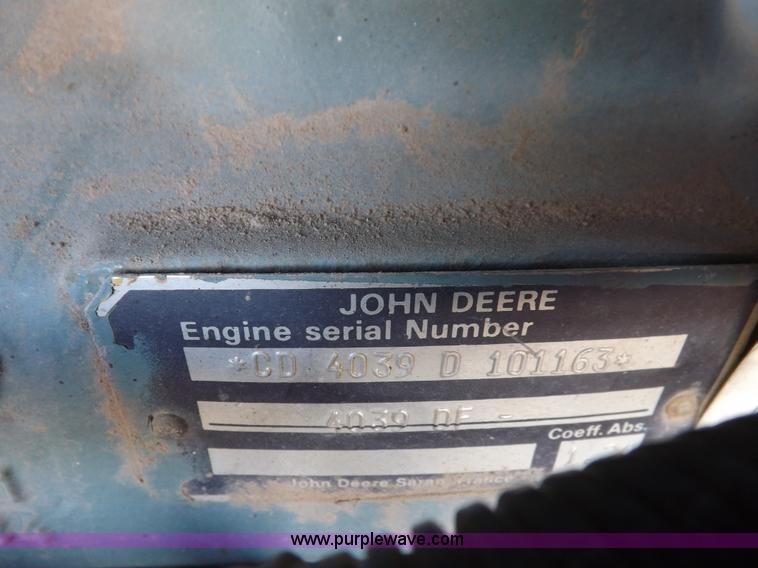 JOHN DEERE
Engine serial Number
*CD 4039 D 101163*
4039 DF -
Coeff. Abs.
John Deere Saran France
www.purplewave.com